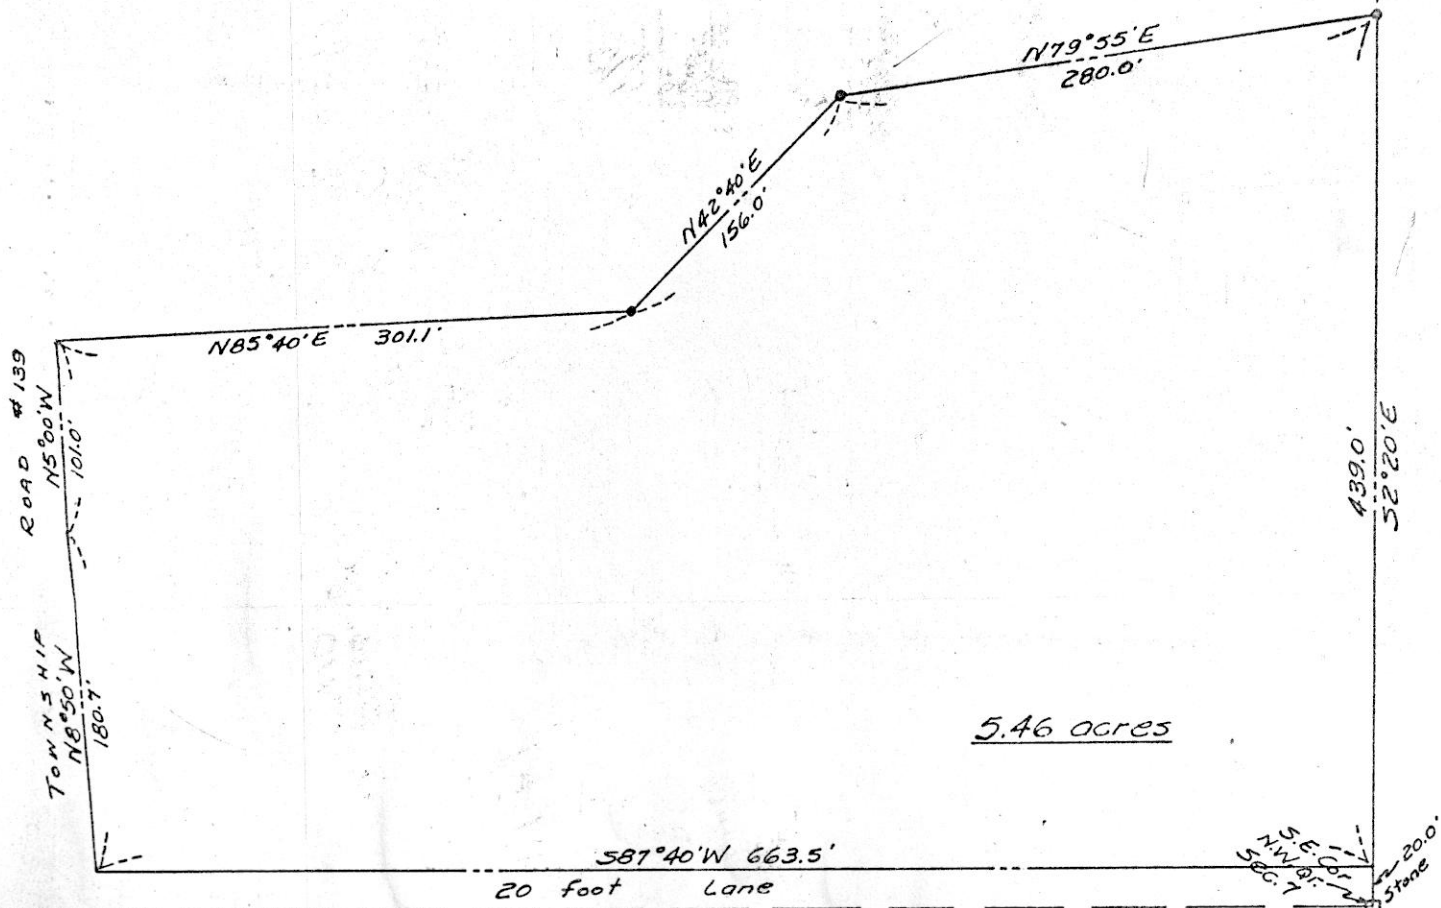 N79°55'E
280.0'
N42°40'E
156.0'
N85°40'E 301.1'
TOWNSHIP ROAD #139
N5°00'W
101.0'
N8°50'W
180.7'
439.0'
S2°20'E
5.46 acres
S87°40'W 663.5'
20 foot Lane
S.E. Cor.
N.W. Qr.
Sec. 7
20.0'
Stone